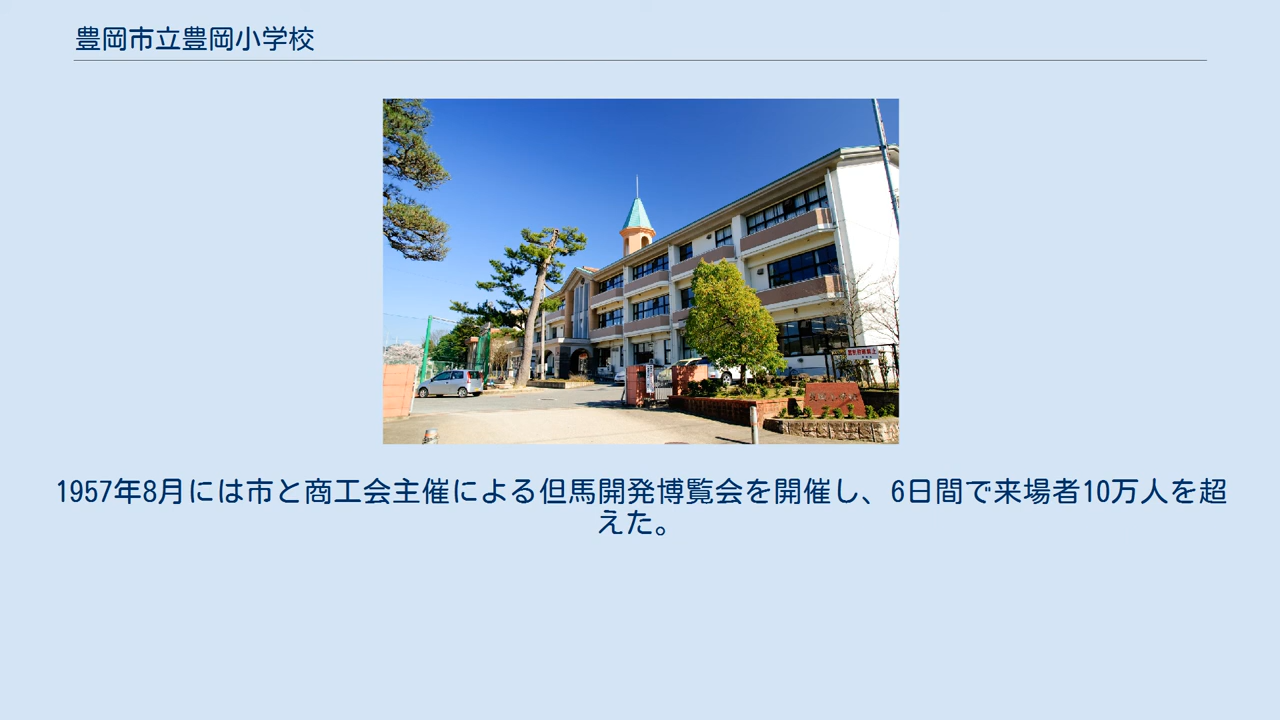 豊岡市立豊岡小学校
1957年8月には市と商工会主催による但馬開発博覧会を開催し、6日間で来場者10万人を超
えた。